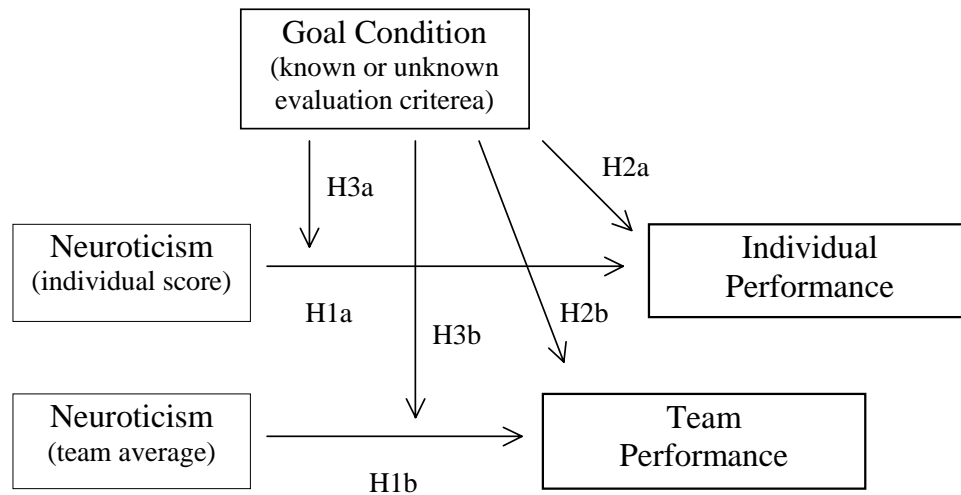 Goal Condition
(known or unknown
evaluation criterea)
H3a
H2a
Neuroticism
(individual score)
Individual
Performance
H1a
H3b
H2b
Neuroticism
(team average)
Team
Performance
H1b